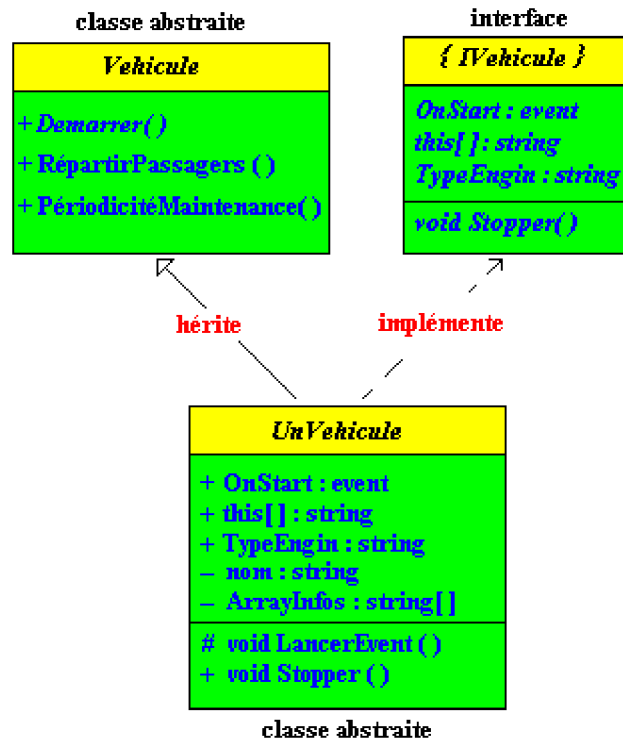 classe abstraite
Vehicule
+ Demarrer( )
+ RépartirPassagers ( )
+ PériodicitéMaintenance( )
interface
{ IVehicule }
OnStart : event
this[ ] : string
TypeEngin : string
void Stopper( )
hérite
implémente
UnVehicule
+ OnStart : event
+ this[ ] : string
+ TypeEngin : string
– nom : string
– ArrayInfos : string[ ]
# void LancerEvent ( )
+ void Stopper ( )
classe abstraite